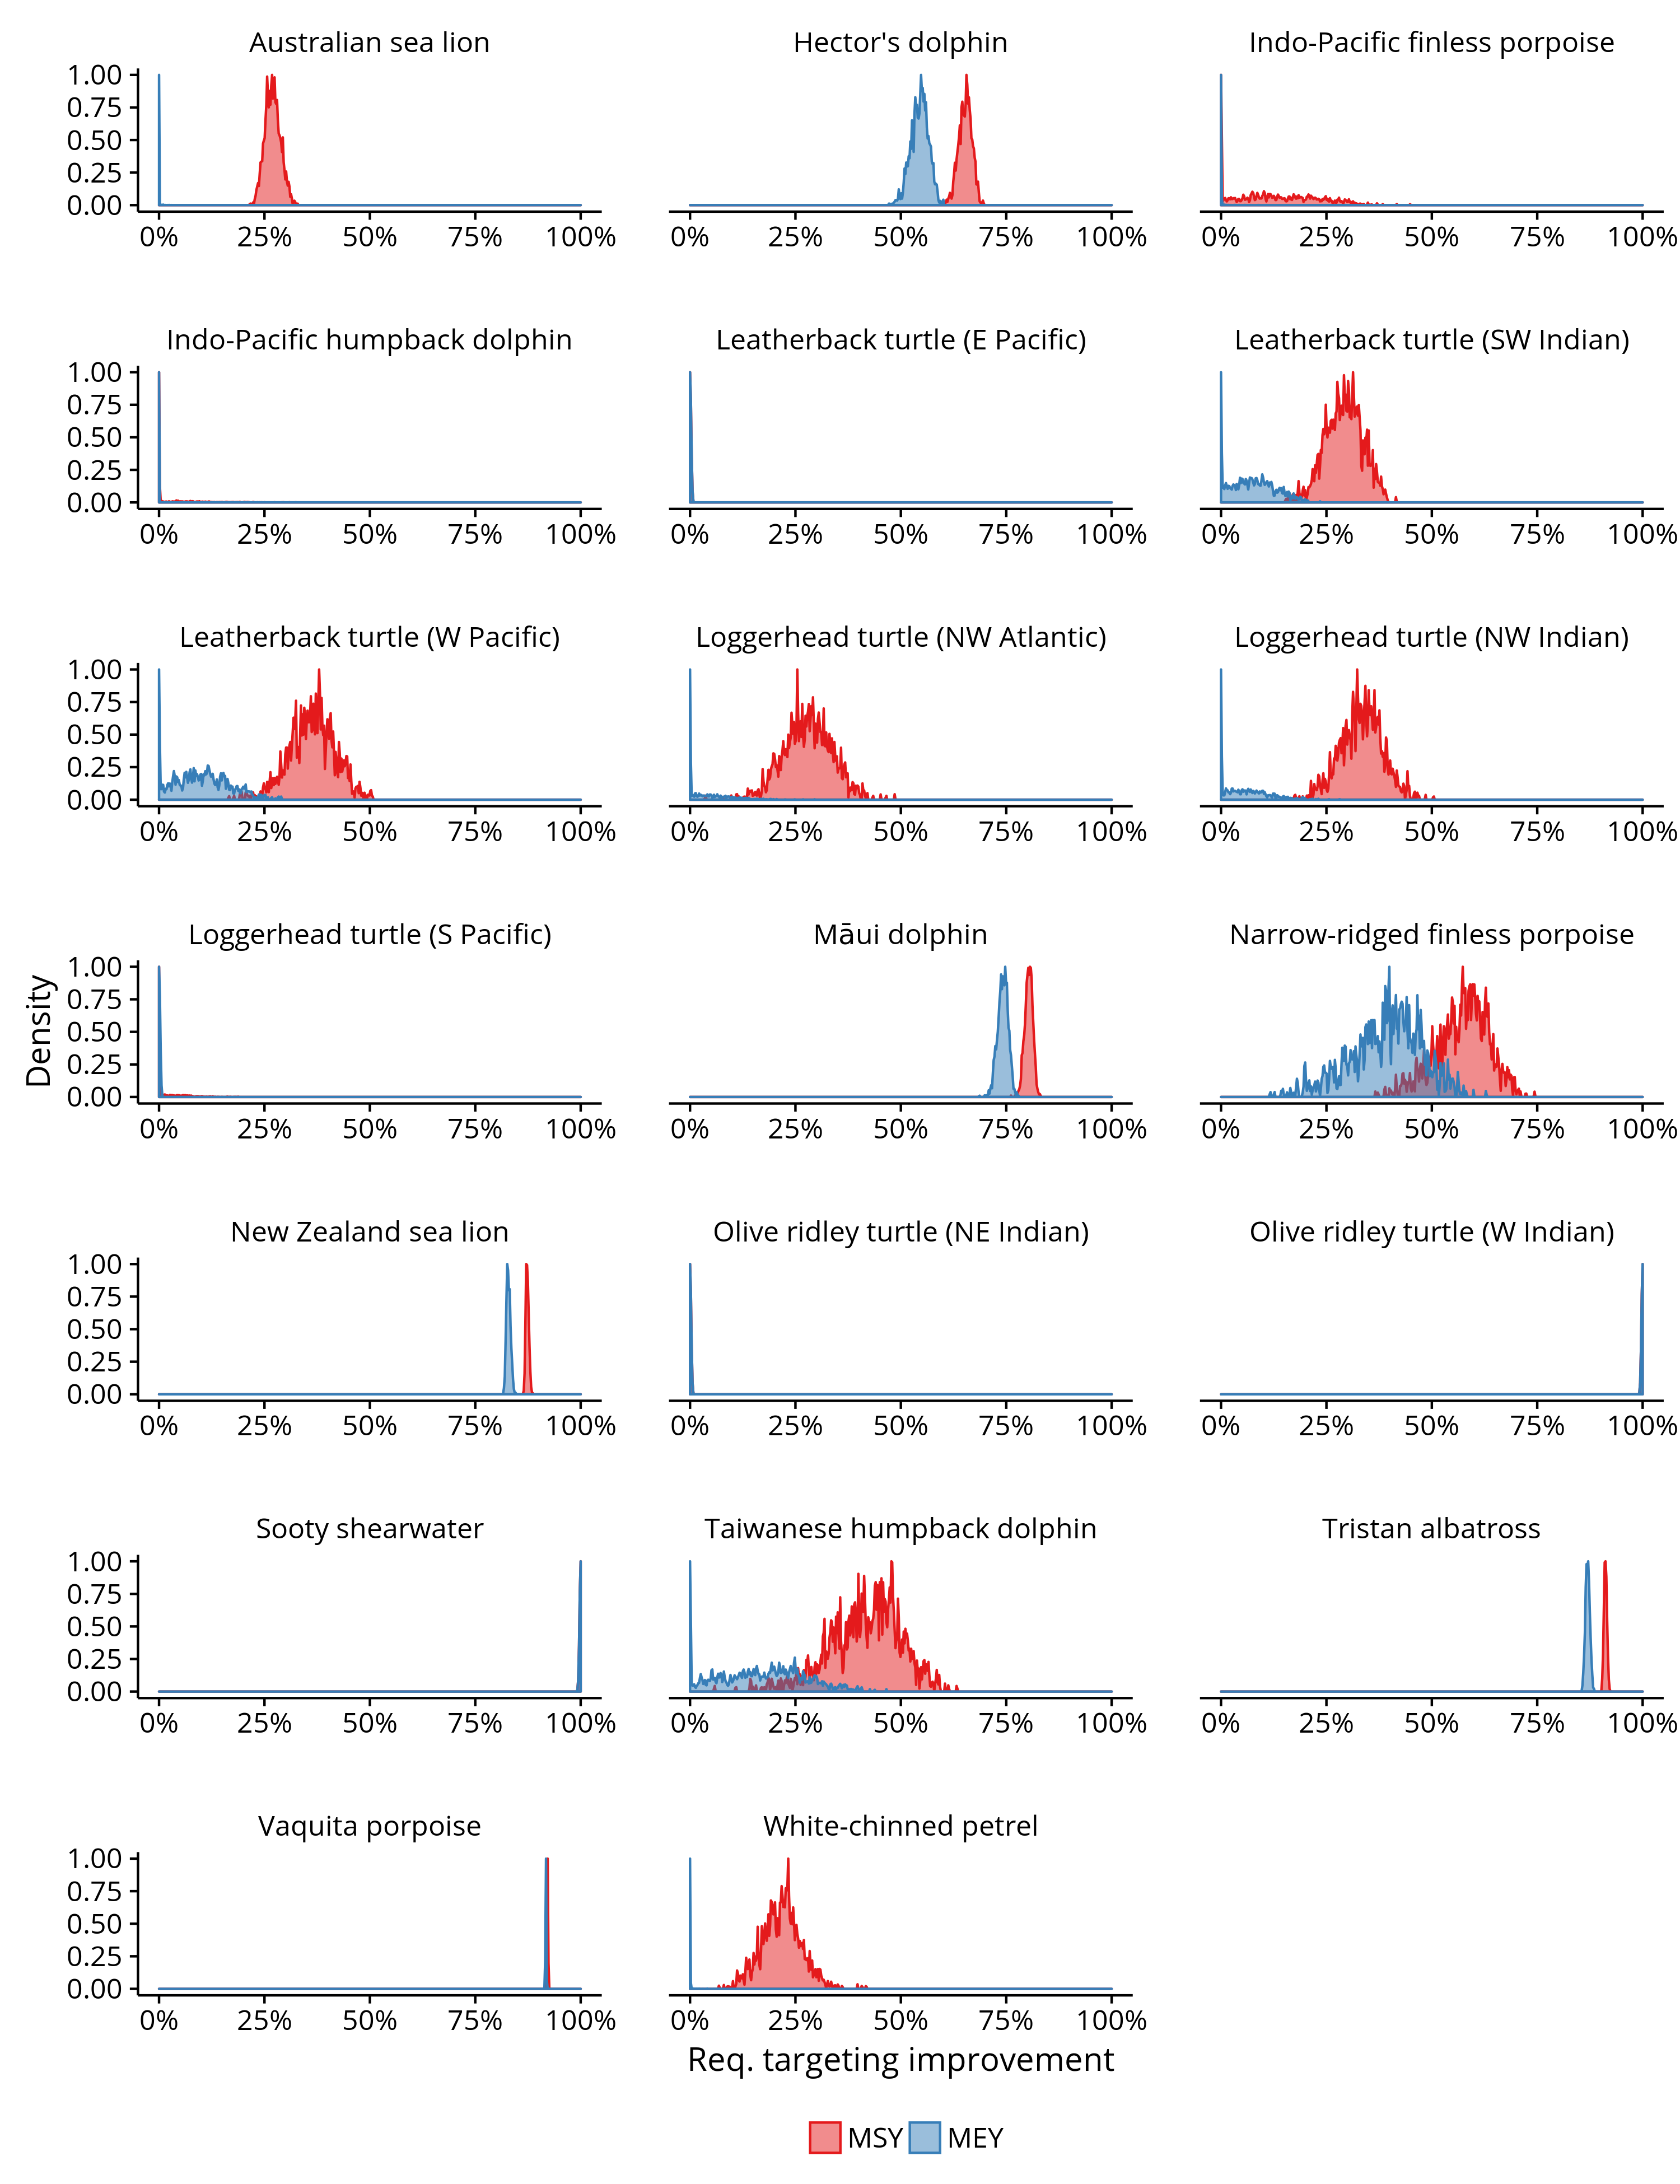 Australian sea lion
Hector's dolphin
Indo-Pacific finless porpoise
1.00
0.75
0.50
0.25
0.00
0% 25% 50% 75% 100%
0% 25% 50% 75% 100%
0% 25% 50% 75% 100%
Indo-Pacific humpback dolphin
Leatherback turtle (E Pacific)
Leatherback turtle (SW Indian)
1.00
0.75
0.50
0.25
0.00
0% 25% 50% 75% 100%
0% 25% 50% 75% 100%
0% 25% 50% 75% 100%
Leatherback turtle (W Pacific)
Loggerhead turtle (NW Atlantic)
Loggerhead turtle (NW Indian)
1.00
0.75
0.50
0.25
0.00
0% 25% 50% 75% 100%
0% 25% 50% 75% 100%
0% 25% 50% 75% 100%
Density
Loggerhead turtle (S Pacific)
Māui dolphin
Narrow-ridged finless porpoise
1.00
0.75
0.50
0.25
0.00
0% 25% 50% 75% 100%
0% 25% 50% 75% 100%
0% 25% 50% 75% 100%
New Zealand sea lion
Olive ridley turtle (NE Indian)
Olive ridley turtle (W Indian)
1.00
0.75
0.50
0.25
0.00
0% 25% 50% 75% 100%
0% 25% 50% 75% 100%
0% 25% 50% 75% 100%
Sooty shearwater
Taiwanese humpback dolphin
Tristan albatross
1.00
0.75
0.50
0.25
0.00
0% 25% 50% 75% 100%
0% 25% 50% 75% 100%
0% 25% 50% 75% 100%
Vaquita porpoise
White-chinned petrel
1.00
0.75
0.50
0.25
0.00
0% 25% 50% 75% 100%
0% 25% 50% 75% 100%
Req. targeting improvement
MSY MEY